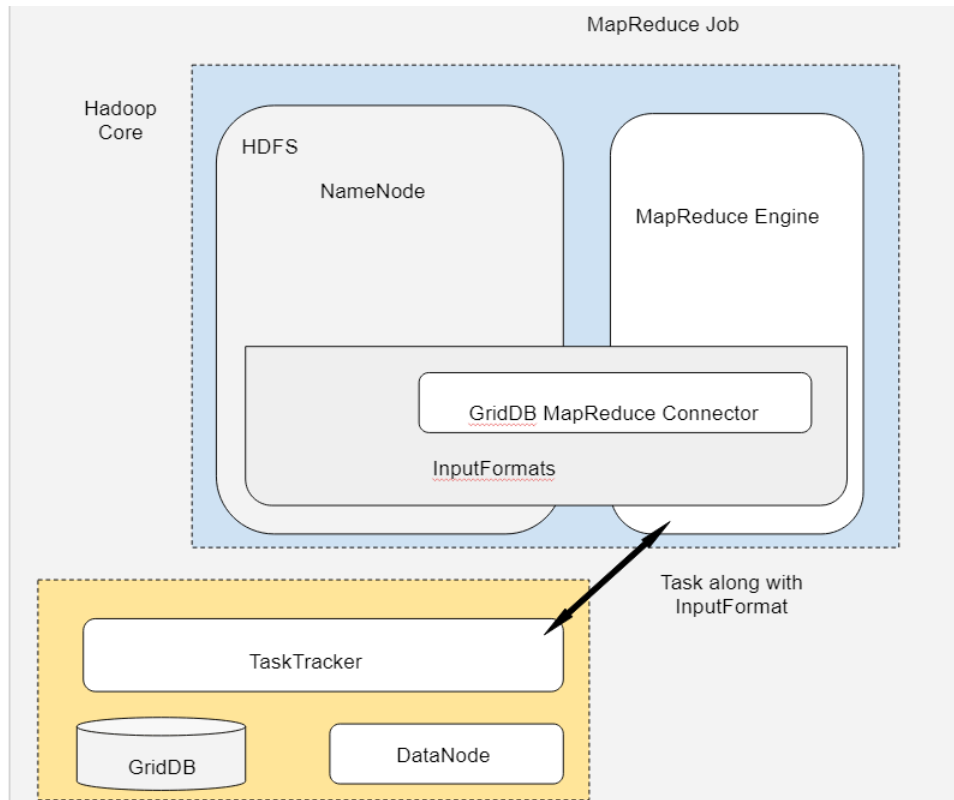 MapReduce Job
Hadoop
Core
HDFS
NameNode
MapReduce Engine
GridDB MapReduce Connector
InputFormats
Task along with
InputFormat
TaskTracker
GridDB
DataNode